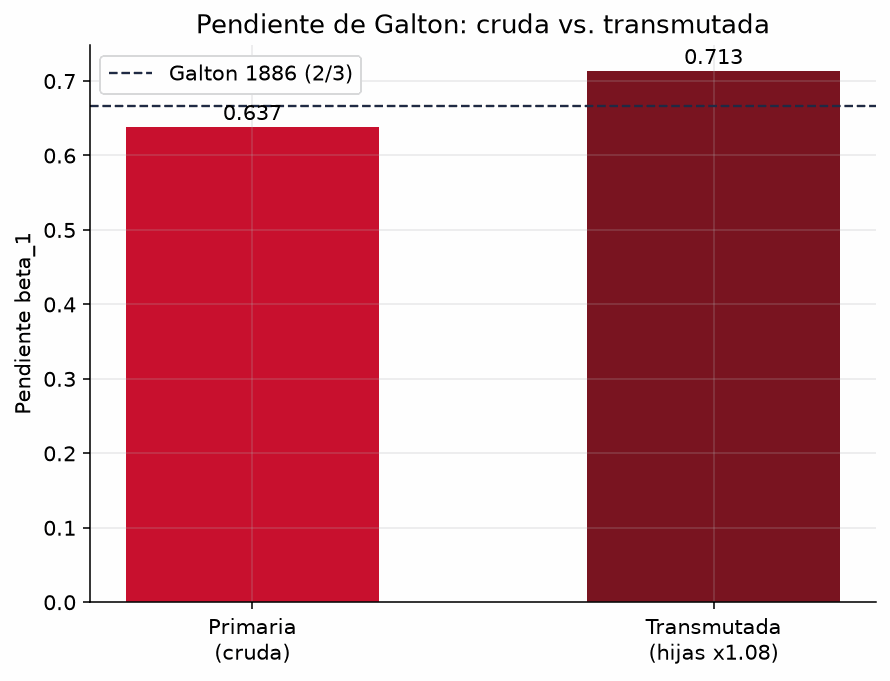 Pendiente de Galton: cruda vs. transmutada
Galton 1886 (2/3)
0.713
0.637
Pendiente beta_1
0.7
0.6
0.5
0.4
0.3
0.2
0.1
0.0
Primaria
(cruda)
Transmutada
(hijas x1.08)